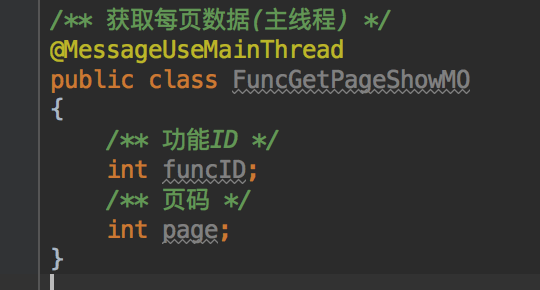 /** 获取每页数据(主线程) */
@MessageUseMainThread
public class FuncGetPageShowMO
{
    /** 功能ID */
    int funcID;
    /** 页码 */
    int page;
}